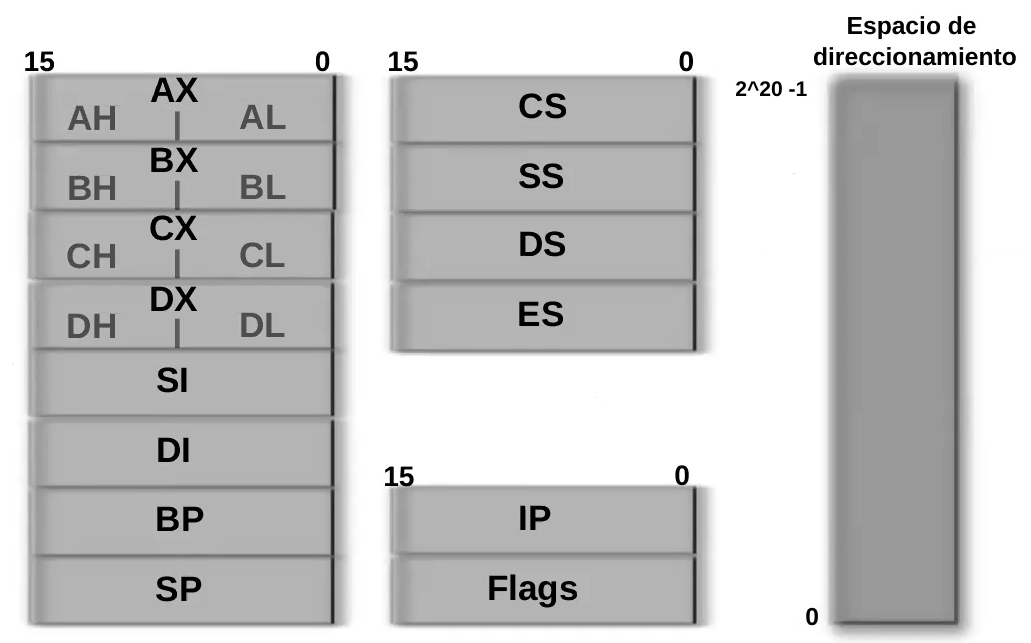 15 0
AX
AH AL
BX
BH BL
CX
CH CL
DX
DH DL
SI
DI
BP
SP
15 0
CS
SS
DS
ES
15 0
IP
Flags
Espacio de
direccionamiento
2^20 -1
0